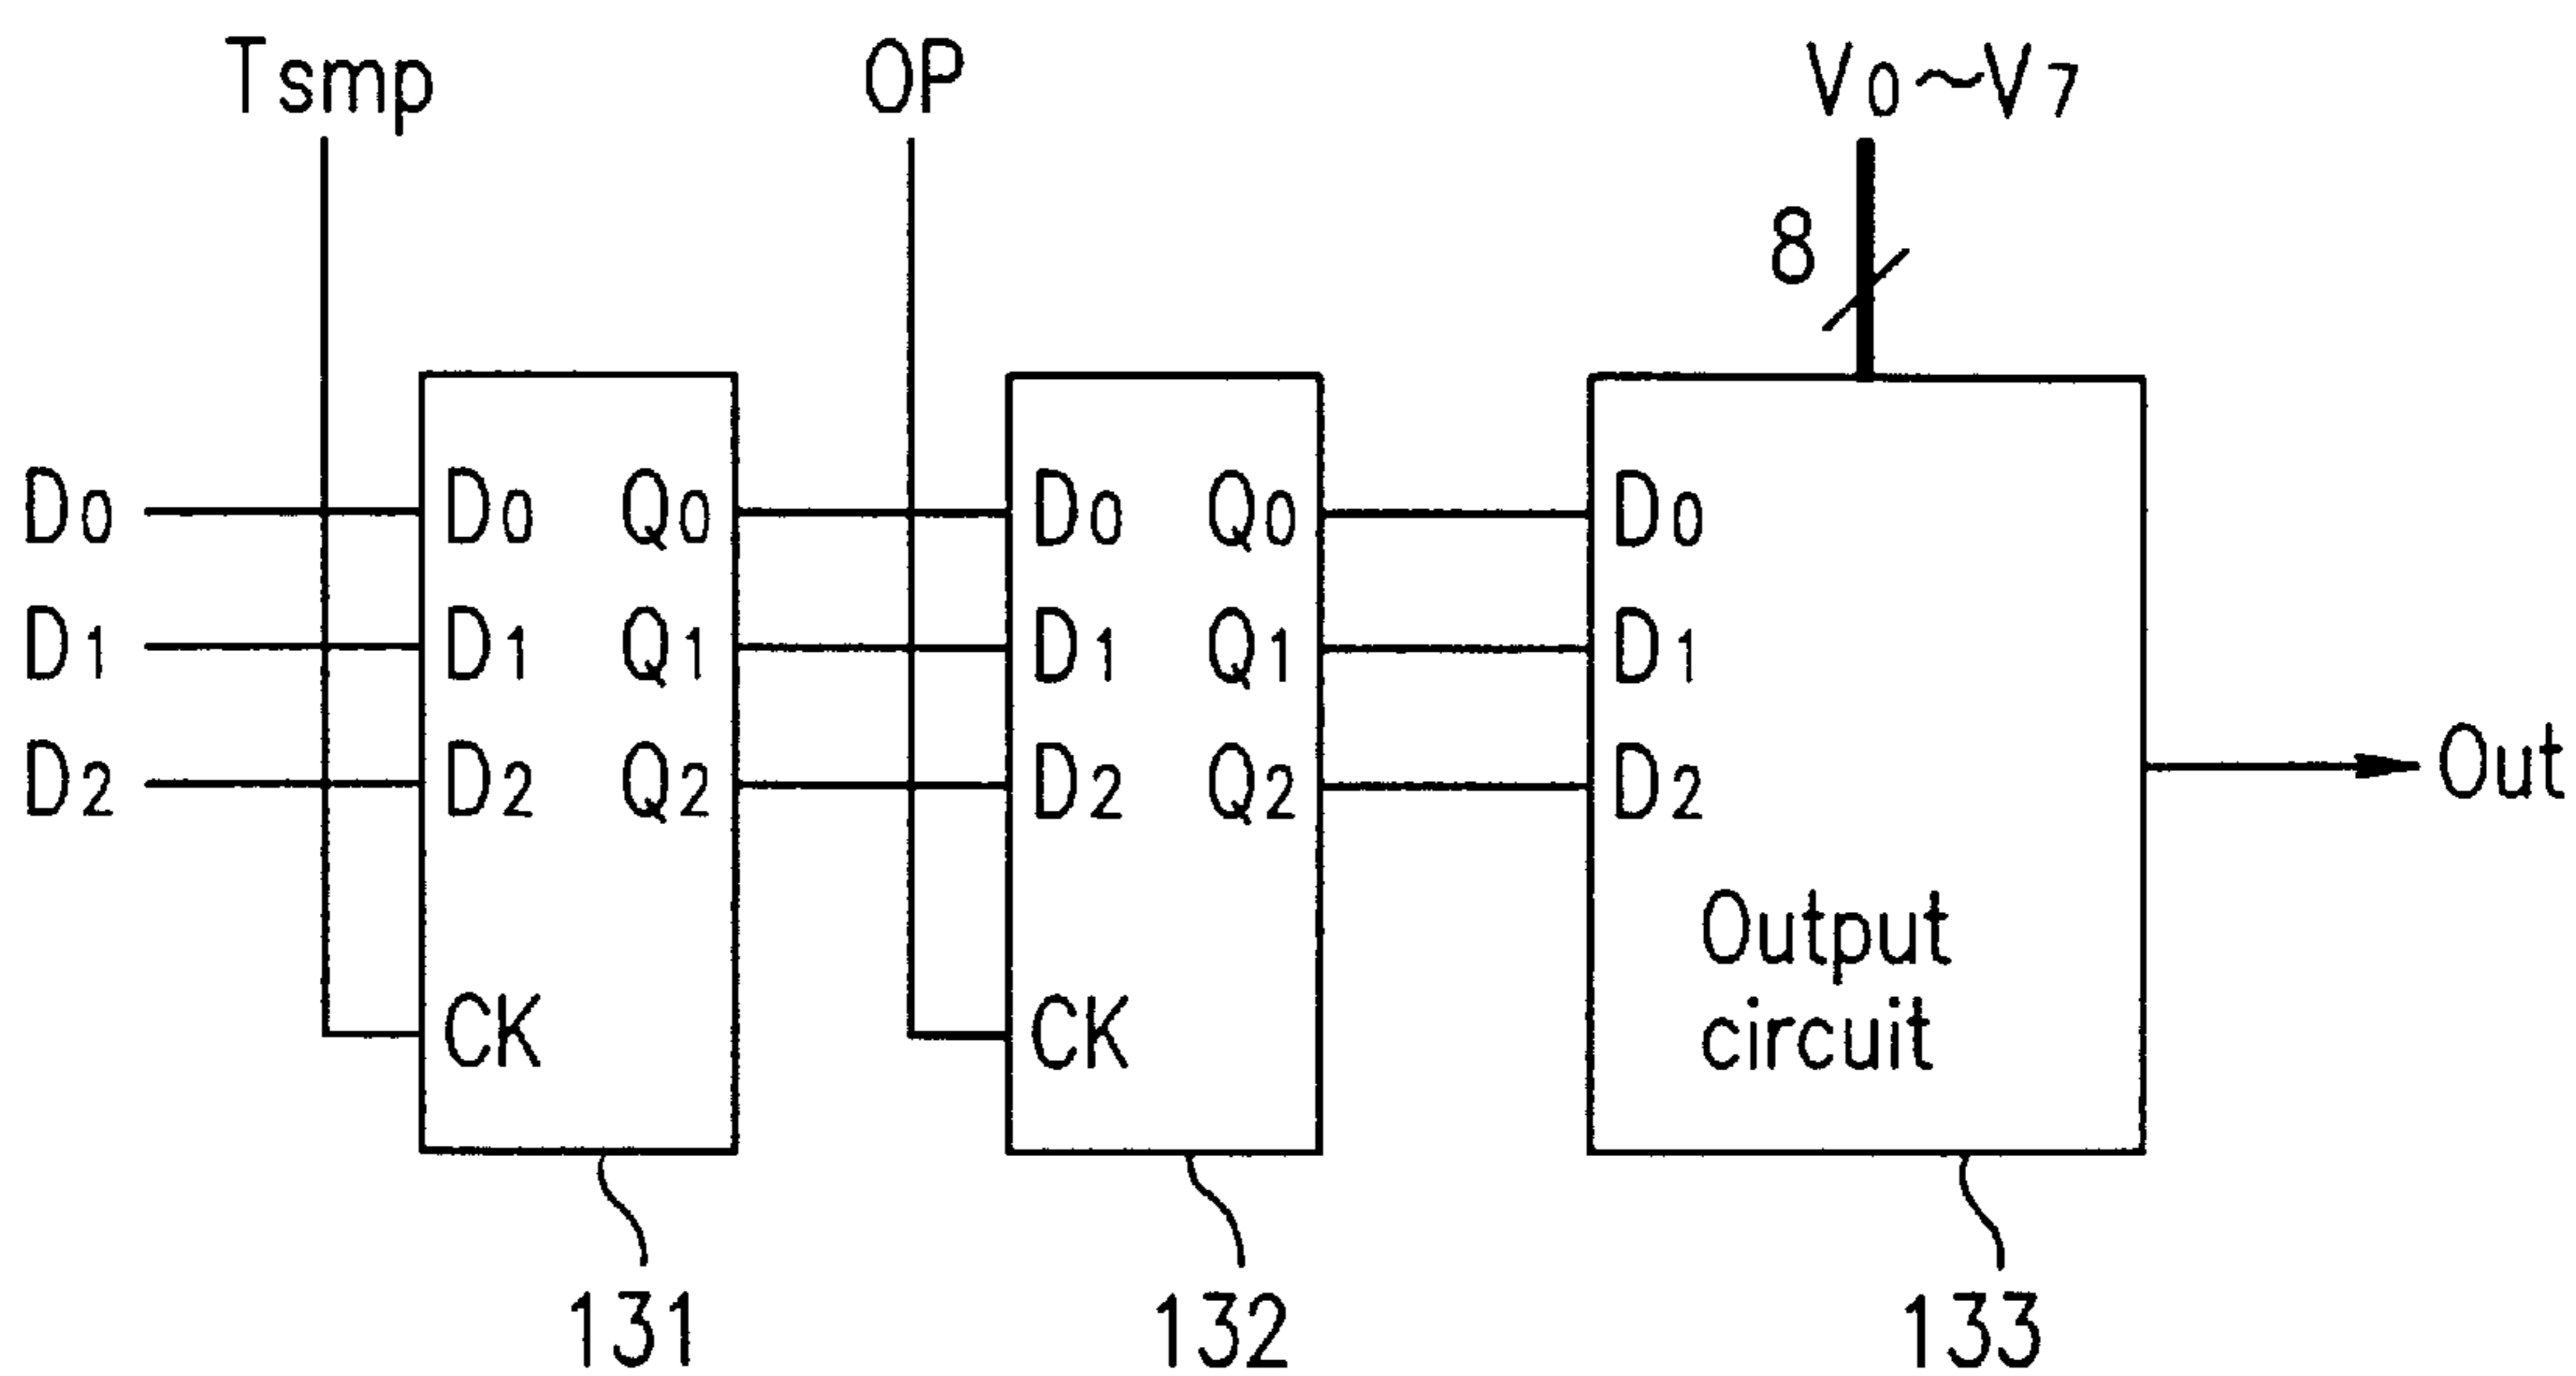 Tsmp OP V0~V7
8
D0 D0 Q0 D0 Q0 D0
D1 D1 Q1 D1 Q1 D1
D2 D2 Q2 D2 Q2 D2
Out
Output
circuit
CK CK
131 132 133